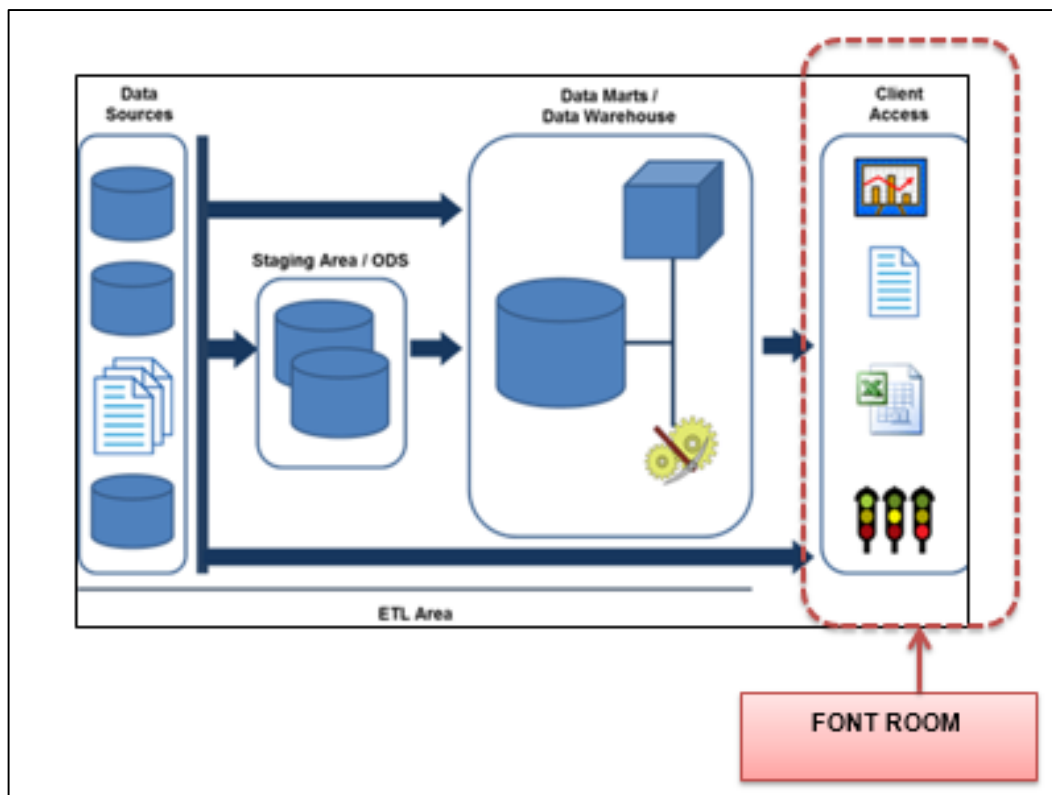 Data
Sources
Data Marts /
Data Warehouse
Client
Access
Staging Area / ODS
ETL Area
FONT ROOM